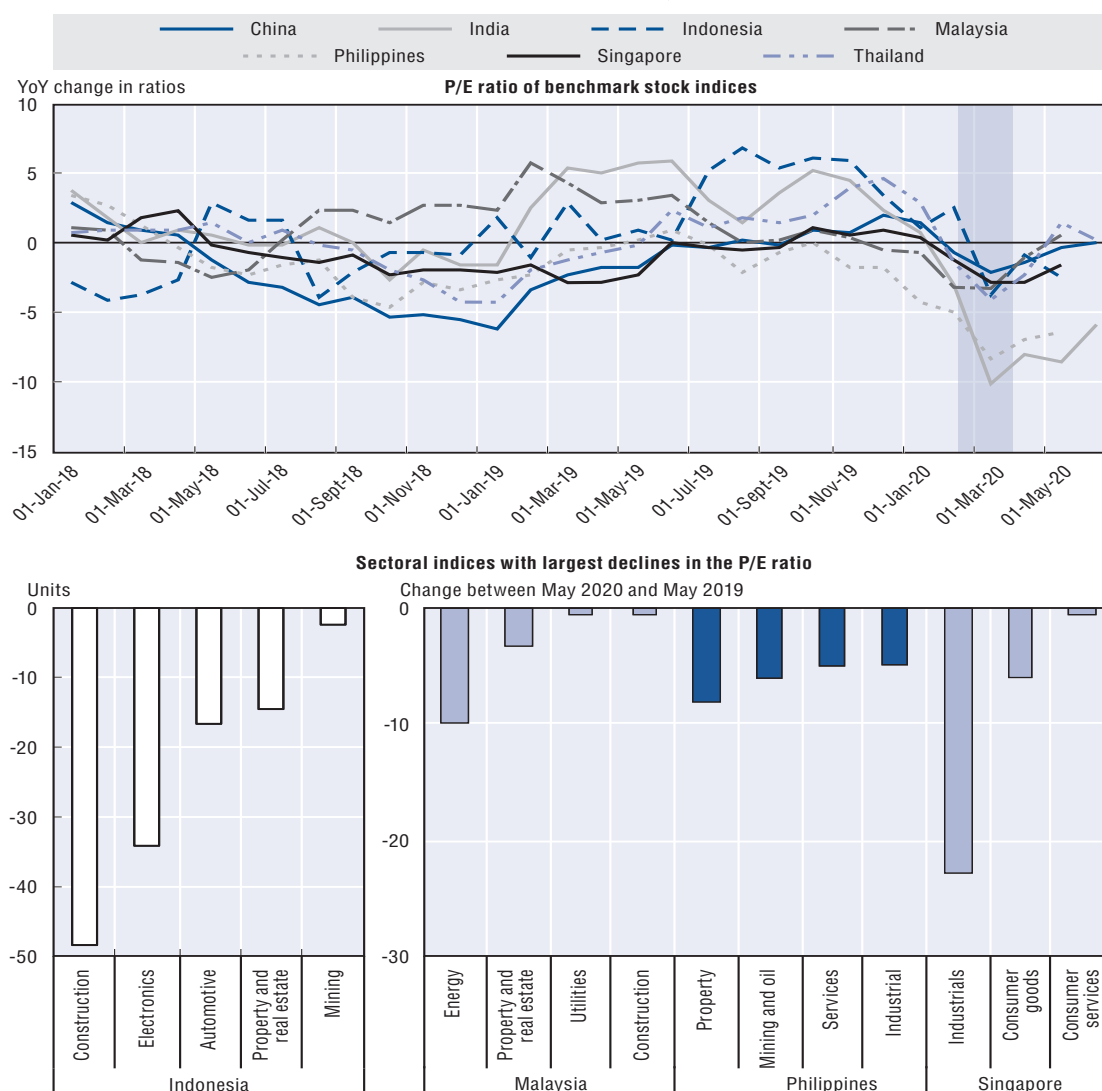 China India Indonesia Malaysia
Philippines Singapore Thailand
YoY change in ratios
P/E ratio of benchmark stock indices
10
5
0
-5
-10
-15
01-Jan-18
01-Mar-18
01-May-18
01-Jul-18
01-Sept-18
01-Nov-18
01-Jan-19
01-Mar-19
01-May-19
01-Jul-19
01-Sept-19
01-Nov-19
01-Jan-20
01-Mar-20
01-May-20
Sectoral indices with largest declines in the P/E ratio
Units
0
-10
-20
-30
-40
-50
Construction
Electronics
Automotive
Property and
real estate
Mining
Indonesia
Change between May 2020 and May 2019
0
-10
-20
-30
Energy
Property and
real estate
Utilities
Construction
Property
Mining and oil
Services
Industrial
Industrials
Consumer
goods
Consumer
services
Malaysia Philippines Singapore